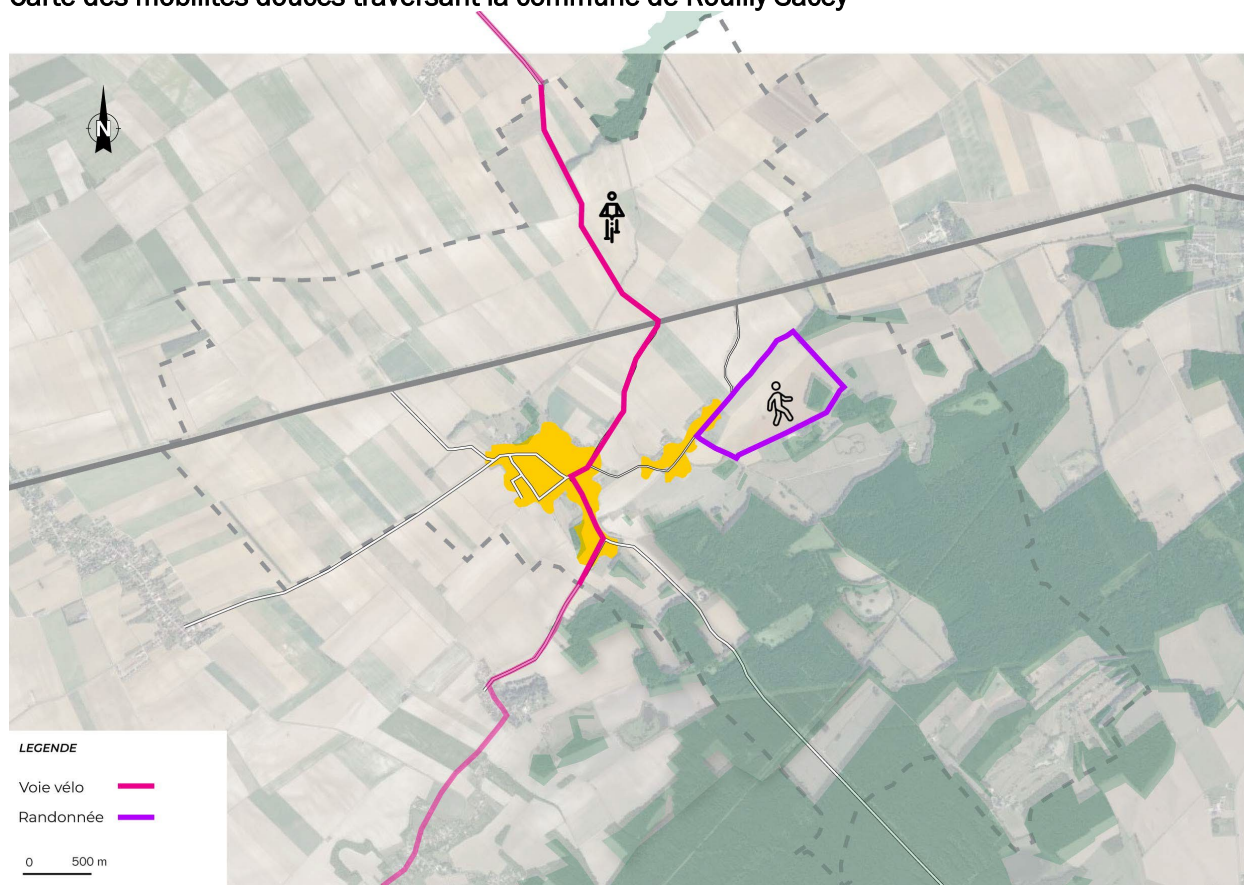 Carte des mobilités douces traversant la commune de Rouilly-Sacey
N
LEGENDE
Voie vélo
Randonnée
0 500 m